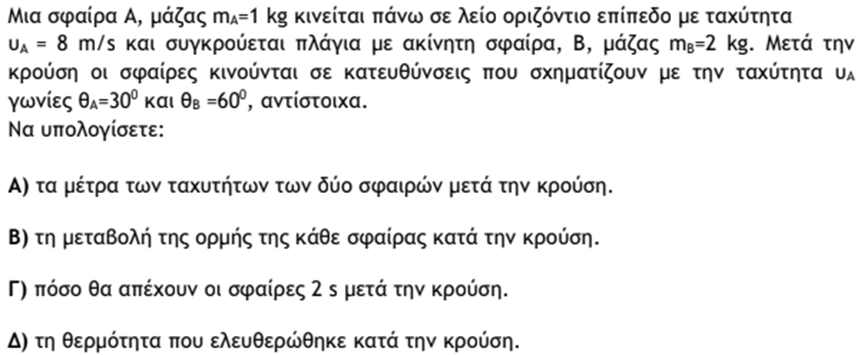 Μια σφαίρα Α, μάζας mA=1 kg κινείται πάνω σε λείο οριζόντιο επίπεδο με ταχύτητα
υA = 8 m/s και συγκρούεται πλάγια με ακίνητη σφαίρα, Β, μάζας mB=2 kg. Μετά την
κρούση οι σφαίρες κινούνται σε κατευθύνσεις που σχηματίζουν με την ταχύτητα υA
γωνίες θA=30⁰ και θB =60⁰, αντίστοιχα.
Να υπολογίσετε:
Α) τα μέτρα των ταχυτήτων των δύο σφαιρών μετά την κρούση.
Β) τη μεταβολή της ορμής της κάθε σφαίρας κατά την κρούση.
Γ) πόσο θα απέχουν οι σφαίρες 2 s μετά την κρούση.
Δ) τη θερμότητα που ελευθερώθηκε κατά την κρούση.